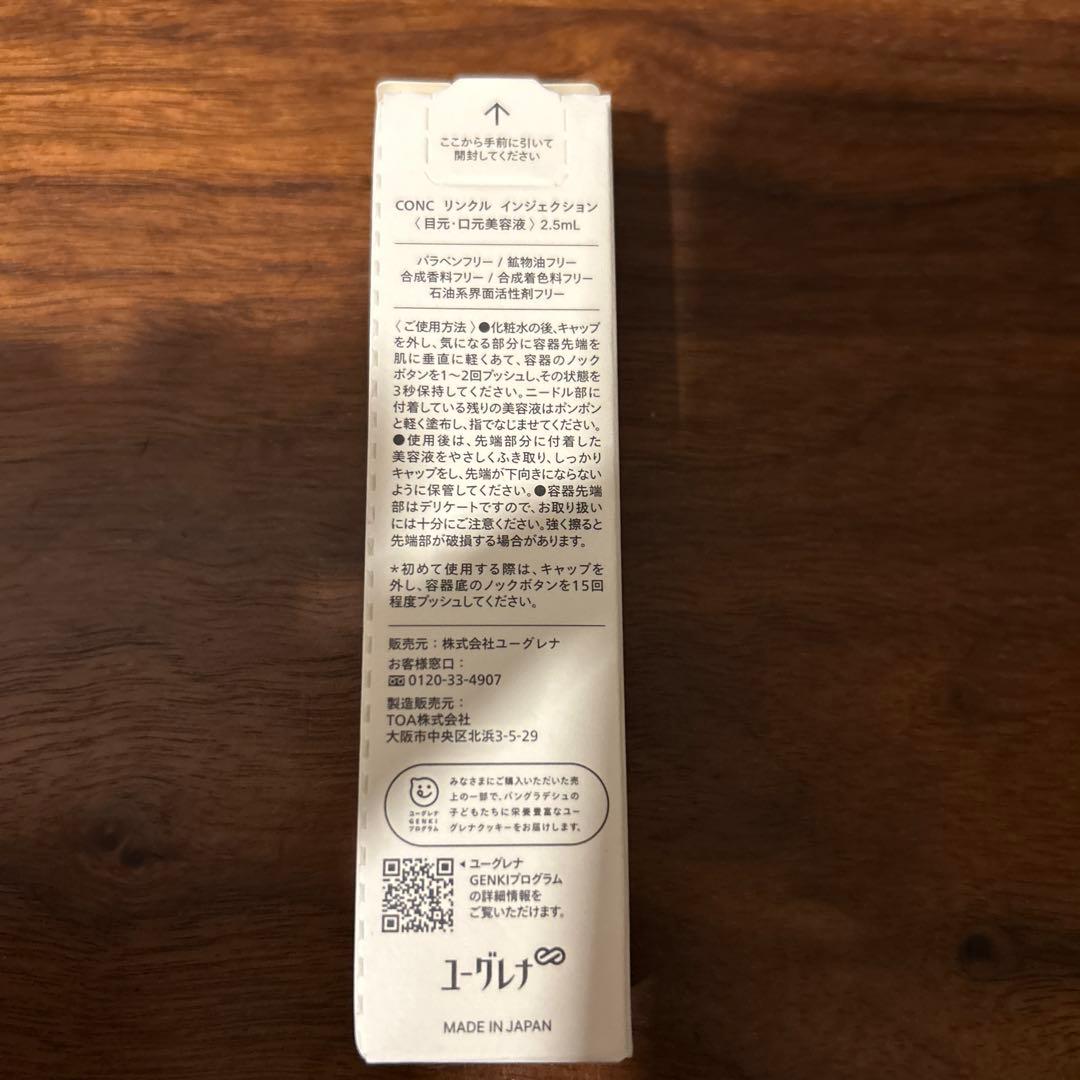 ここから手前に引いて
開封してください
CONC リンクル インジェクション
〈 目元・口元美容液 〉 2.5mL
パラベンフリー / 鉱物油フリー
合成香料フリー / 合成着色料フリー
石油系界面活性剤フリー
〈 ご使用方法 〉●化粧水の後、キャップ
を外し、気になる部分に容器先端を
肌に垂直に軽くあて、容器のノック
ボタンを1〜2回プッシュし、その状態を
3秒保持してください。ニードル部に
付着している残りの美容液はポンポン
と軽く塗布し、指でなじませてください。
●使用後は、先端部分に付着した
美容液をやさしくふき取り、しっかり
キャップをし、先端が下向きにならない
ように保管してください。●容器先端
部はデリケートですので、お取り扱い
には十分にご注意ください。強く擦ると
先端部が破損する場合があります。
＊初めて使用する際は、キャップを
外し、容器底のノックボタンを15回
程度プッシュしてください。
販売元：株式会社ユーグレナ
お客様窓口：
0120-33-4907
製造販売元：
TOA株式会社
大阪市中央区北浜3-5-29
ユーグレナ
GENKI
プログラム
みなさまにご購入いただいた売
上の一部で、バングラデシュの
子どもたちに栄養豊富なユー
グレナクッキーをお届けします。
◀ ユーグレナ
GENKIプログラム
の詳細情報を
ご覧いただけます。
ユーグレナ
MADE IN JAPAN